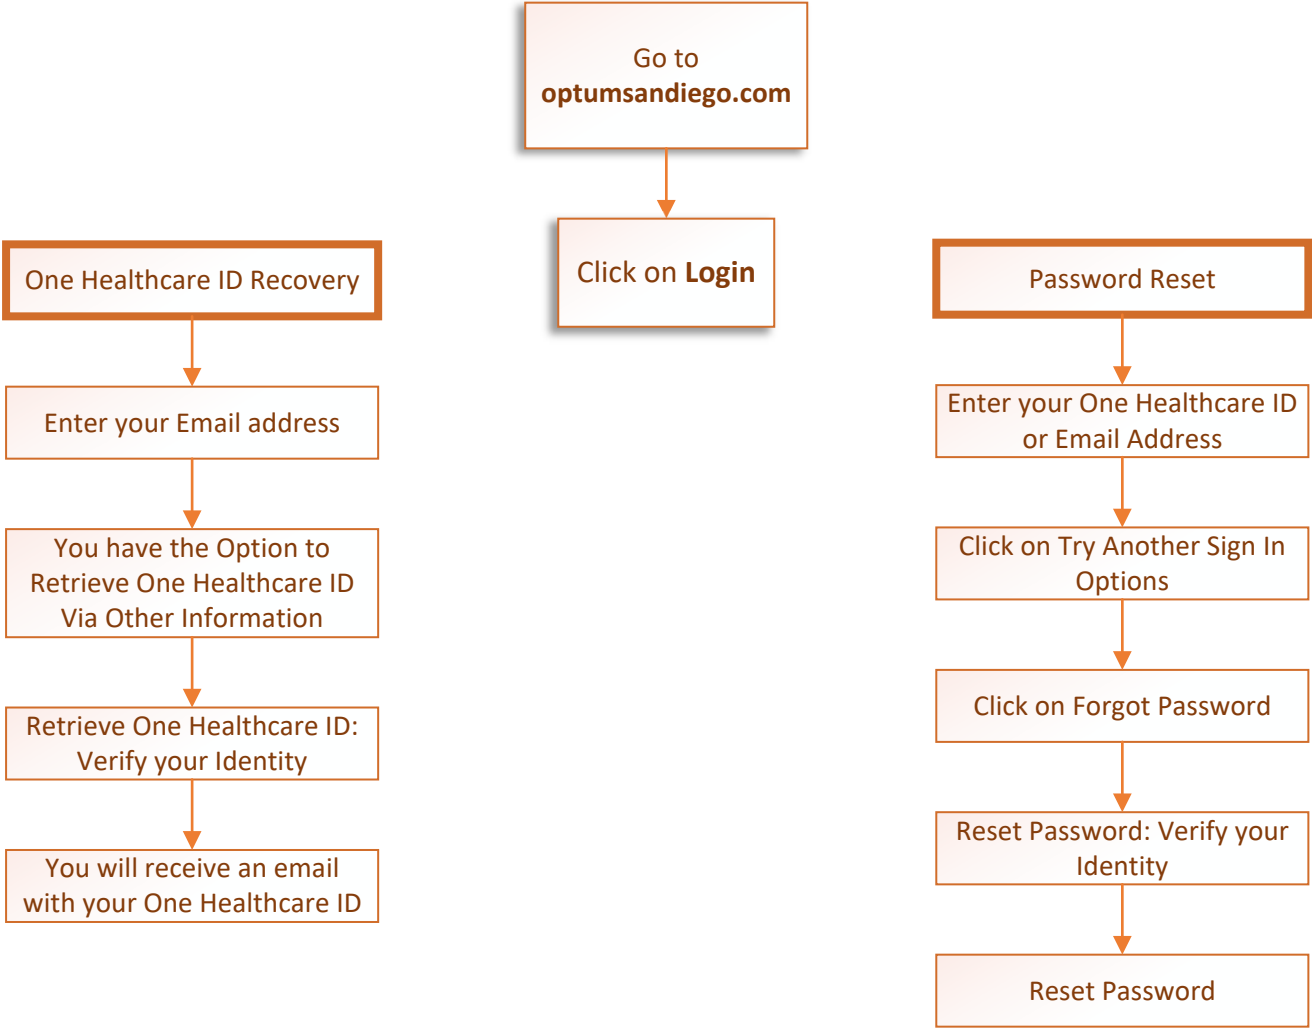 Go to
optumsandiego.com
Click on Login
One Healthcare ID Recovery
Enter your Email address
You have the Option to
Retrieve One Healthcare ID
Via Other Information
Retrieve One Healthcare ID:
Verify your Identity
You will receive an email
with your One Healthcare ID
Password Reset
Enter your One Healthcare ID
or Email Address
Click on Try Another Sign In
Options
Click on Forgot Password
Reset Password: Verify your
Identity
Reset Password